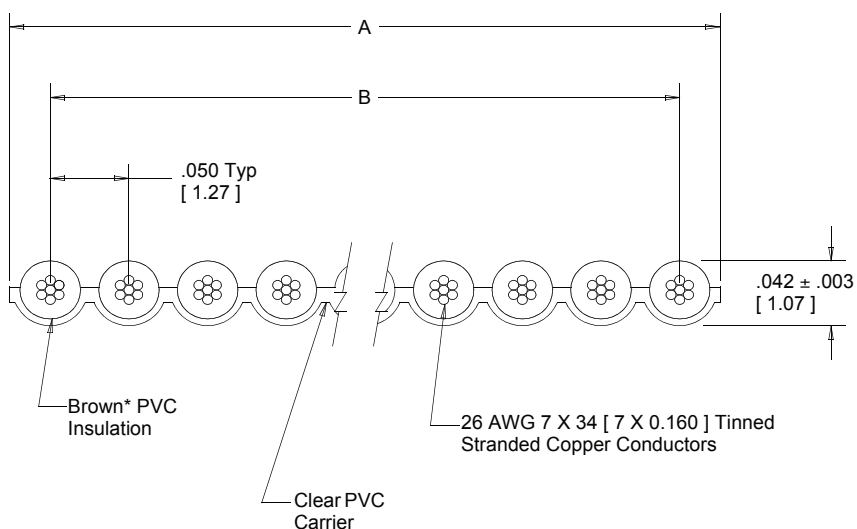 A
B
.050 Typ
[ 1.27 ]
.042 ± .003
[ 1.07 ]
Brown* PVC
Insulation
26 AWG 7 X 34 [ 7 X 0.160 ] Tinned
Stranded Copper Conductors
Clear PVC
Carrier